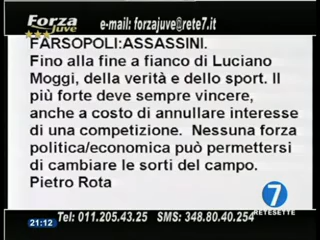 Forza
Juve
e-mail: forzajuve@rete7.it
FARSOPOLI:ASSASSINI.
Fino alla fine a fianco di Luciano
Moggi, della verità e dello sport. Il
più forte deve sempre vincere,
anche a costo di annullare interesse
di una competizione. Nessuna forza
politica/economica può permettersi
di cambiare le sorti del campo.
Pietro Rota
7
RETESETTE
21:12
Tel: 011.205.43.25 SMS: 348.80.40.254